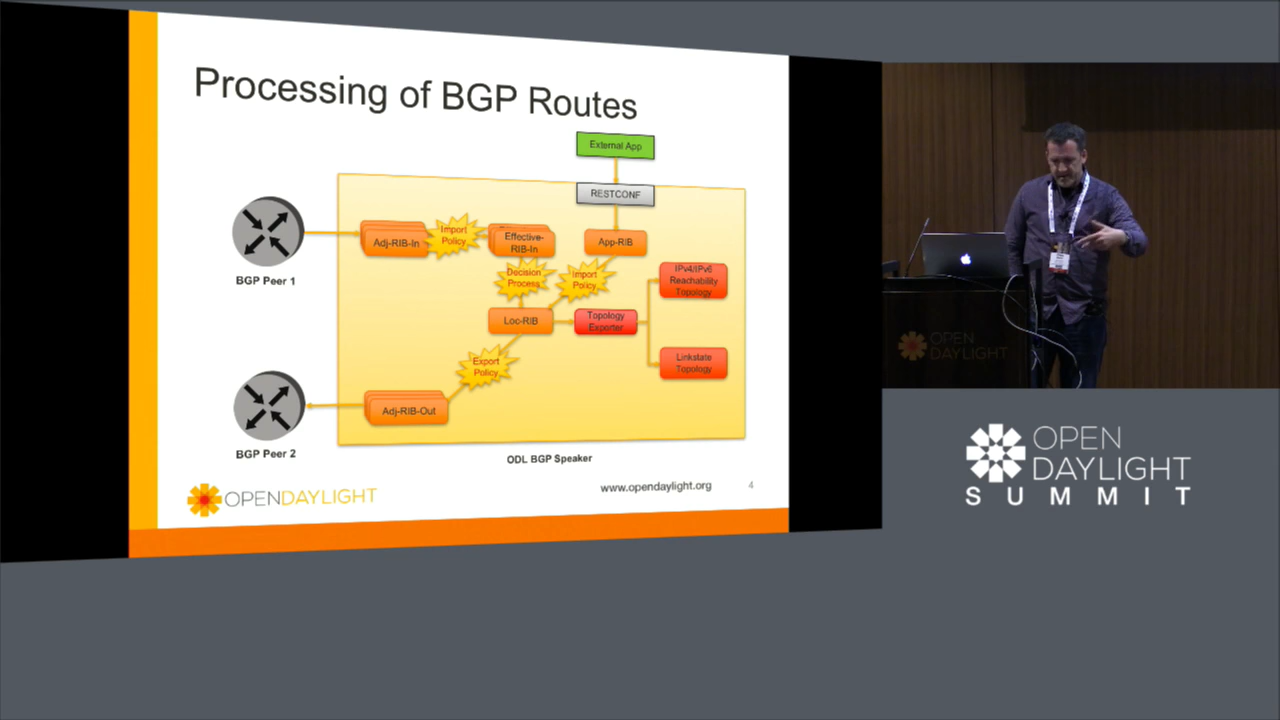 Processing of BGP Routes
External App
RESTCONF
BGP Peer 1
Adj-RIB-In
Import
Policy
Effective-
RIB-In
App-RIB
Decision
Process
Import
Policy
IPv4/IPv6
Reachability
Topology
Loc-RIB
Topology
Exporter
Linkstate
Topology
Export
Policy
Adj-RIB-Out
BGP Peer 2
ODL BGP Speaker
OPENDAYLIGHT
www.opendaylight.org
4
OPEN
DAYLIGHT
OPEN
DAYLIGHT
SUMMIT